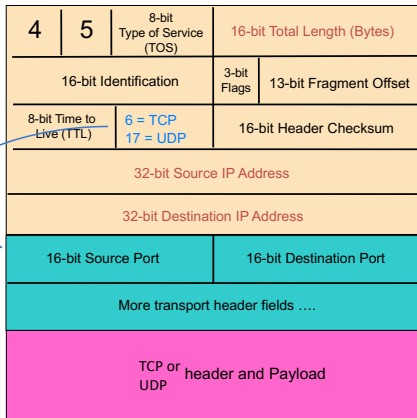 4
5
8-bit
Type of Service
(TOS)
16-bit Total Length (Bytes)
16-bit Identification
3-bit
Flags
13-bit Fragment Offset
8-bit Time to
Live (TTL)
6 = TCP
17 = UDP
16-bit Header Checksum
32-bit Source IP Address
32-bit Destination IP Address
16-bit Source Port
16-bit Destination Port
More transport header fields ….
TCP or
UDP
header and Payload